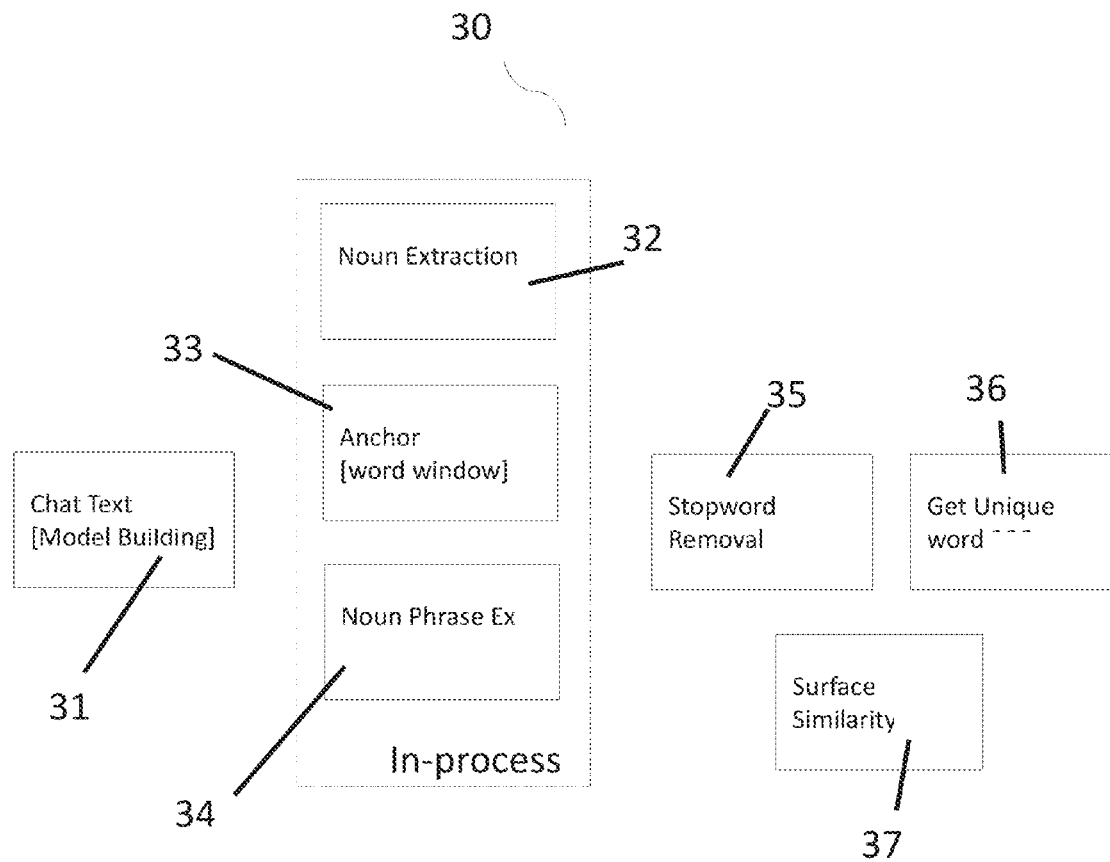 30
Noun Extraction
32
33
Anchor
[word window]
35
36
Chat Text
[Model Building]
Stopword
Removal
Get Unique
word
Noun Phrase Ex
31
Surface
Similarity
In-process
34
37